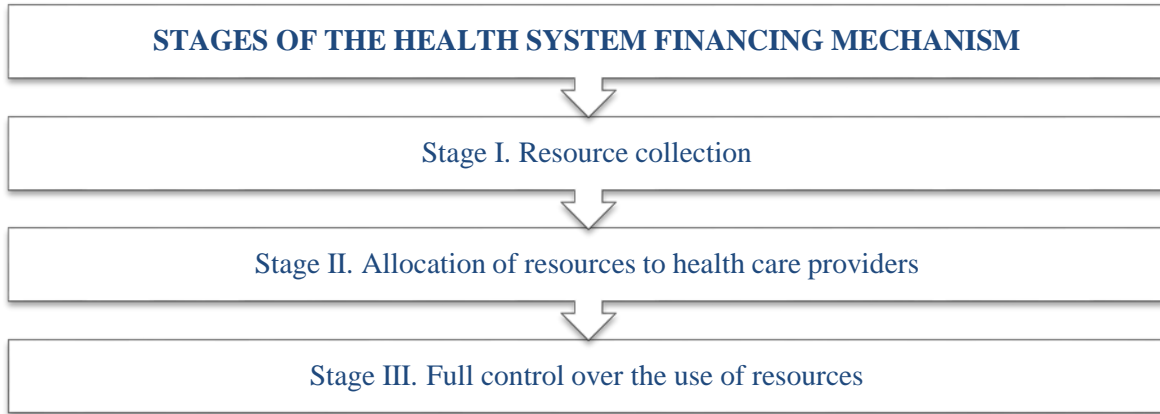 STAGES OF THE HEALTH SYSTEM FINANCING MECHANISM
Stage I. Resource collection
Stage II. Allocation of resources to health care providers
Stage III. Full control over the use of resources